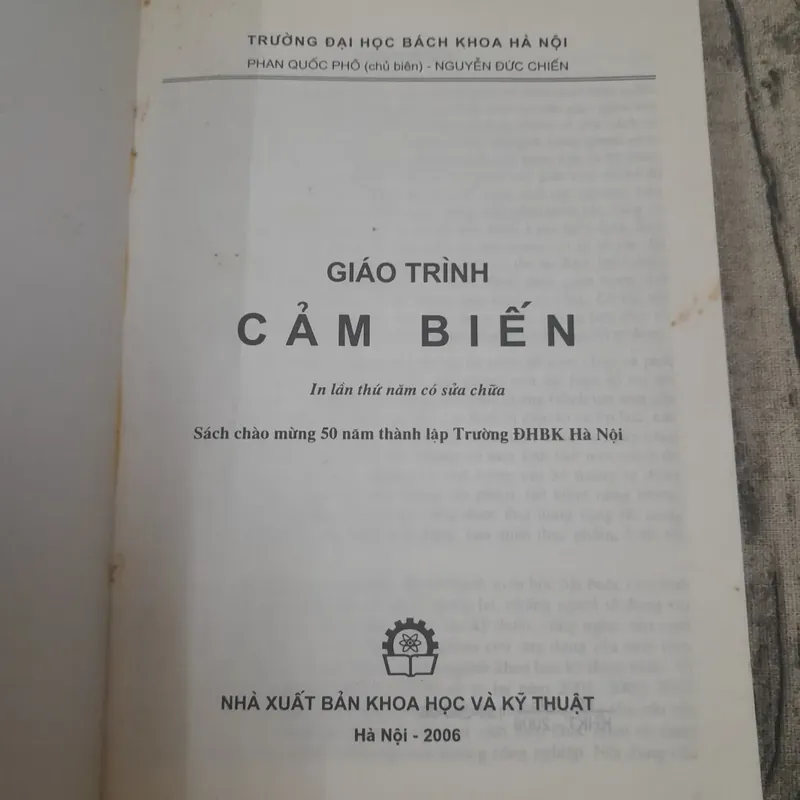 TRƯỜNG ĐẠI HỌC BÁCH KHOA HÀ NỘI
PHAN QUỐC PHÔ (chủ biên) - NGUYỄN ĐỨC CHIẾN
GIÁO TRÌNH
CẢM BIẾN
In lần thứ năm có sửa chữa
Sách chào mừng 50 năm thành lập Trường ĐHBK Hà Nội
NHÀ XUẤT BẢN KHOA HỌC VÀ KỸ THUẬT
Hà Nội - 2006